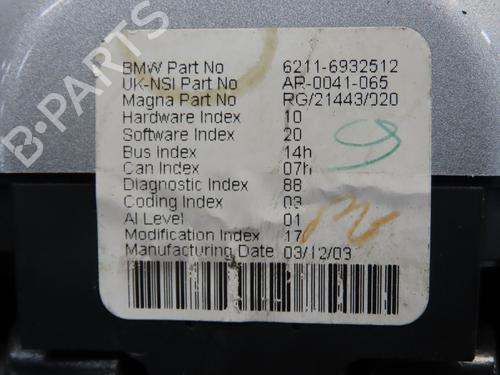 BMW Part No 6211-6932512
UK-NSI Part No AR-0041-065
Magna Part No RG/21443/020
Hardware Index 10
Software Index 20
Bus Index 14h
Can Index 07h
Diagnostic Index 88
Coding Index 03
AI Level 01
Modification Index 17
Manufacturing Date 03/12/03
B-PARTS